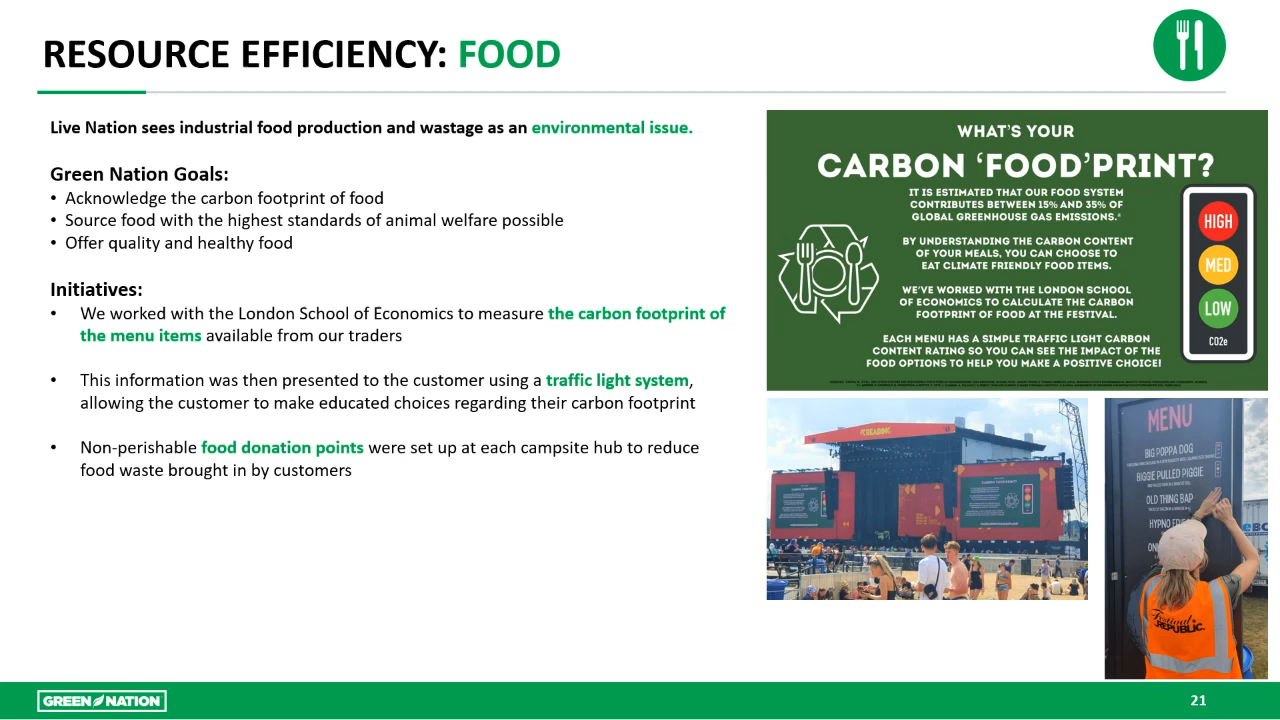 RESOURCE EFFICIENCY: FOOD
Live Nation sees industrial food production and wastage as an environmental issue.
Green Nation Goals:
• Acknowledge the carbon footprint of food
• Source food with the highest standards of animal welfare possible
• Offer quality and healthy food
Initiatives:
• We worked with the London School of Economics to measure the carbon footprint of
the menu items available from our traders
• This information was then presented to the customer using a traffic light system,
allowing the customer to make educated choices regarding their carbon footprint
• Non-perishable food donation points were set up at each campsite hub to reduce
food waste brought in by customers
WHAT'S YOUR
CARBON ‘FOOD’PRINT?
IT IS ESTIMATED THAT OUR FOOD SYSTEM
CONTRIBUTES BETWEEN 15% AND 35% OF
GLOBAL GREENHOUSE GAS EMISSIONS.*
BY UNDERSTANDING THE CARBON CONTENT
OF YOUR MEALS, YOU CAN CHOOSE TO
EAT CLIMATE FRIENDLY FOOD ITEMS.
WE'VE WORKED WITH THE LONDON SCHOOL
OF ECONOMICS TO CALCULATE THE CARBON
FOOTPRINT OF FOOD AT THE FESTIVAL.
EACH MENU HAS A SIMPLE TRAFFIC LIGHT CARBON
CONTENT RATING SO YOU CAN SEE THE IMPACT OF THE
FOOD OPTIONS TO HELP YOU MAKE A POSITIVE CHOICE!
HIGH
MED
LOW
CO2e
READING
MENU
BIG POPPA DOG
BIGGIE PULLED PIGGIE
OLD THING BAP
HYPNO
Festival
REPUBLIC.
GREEN NATION
21